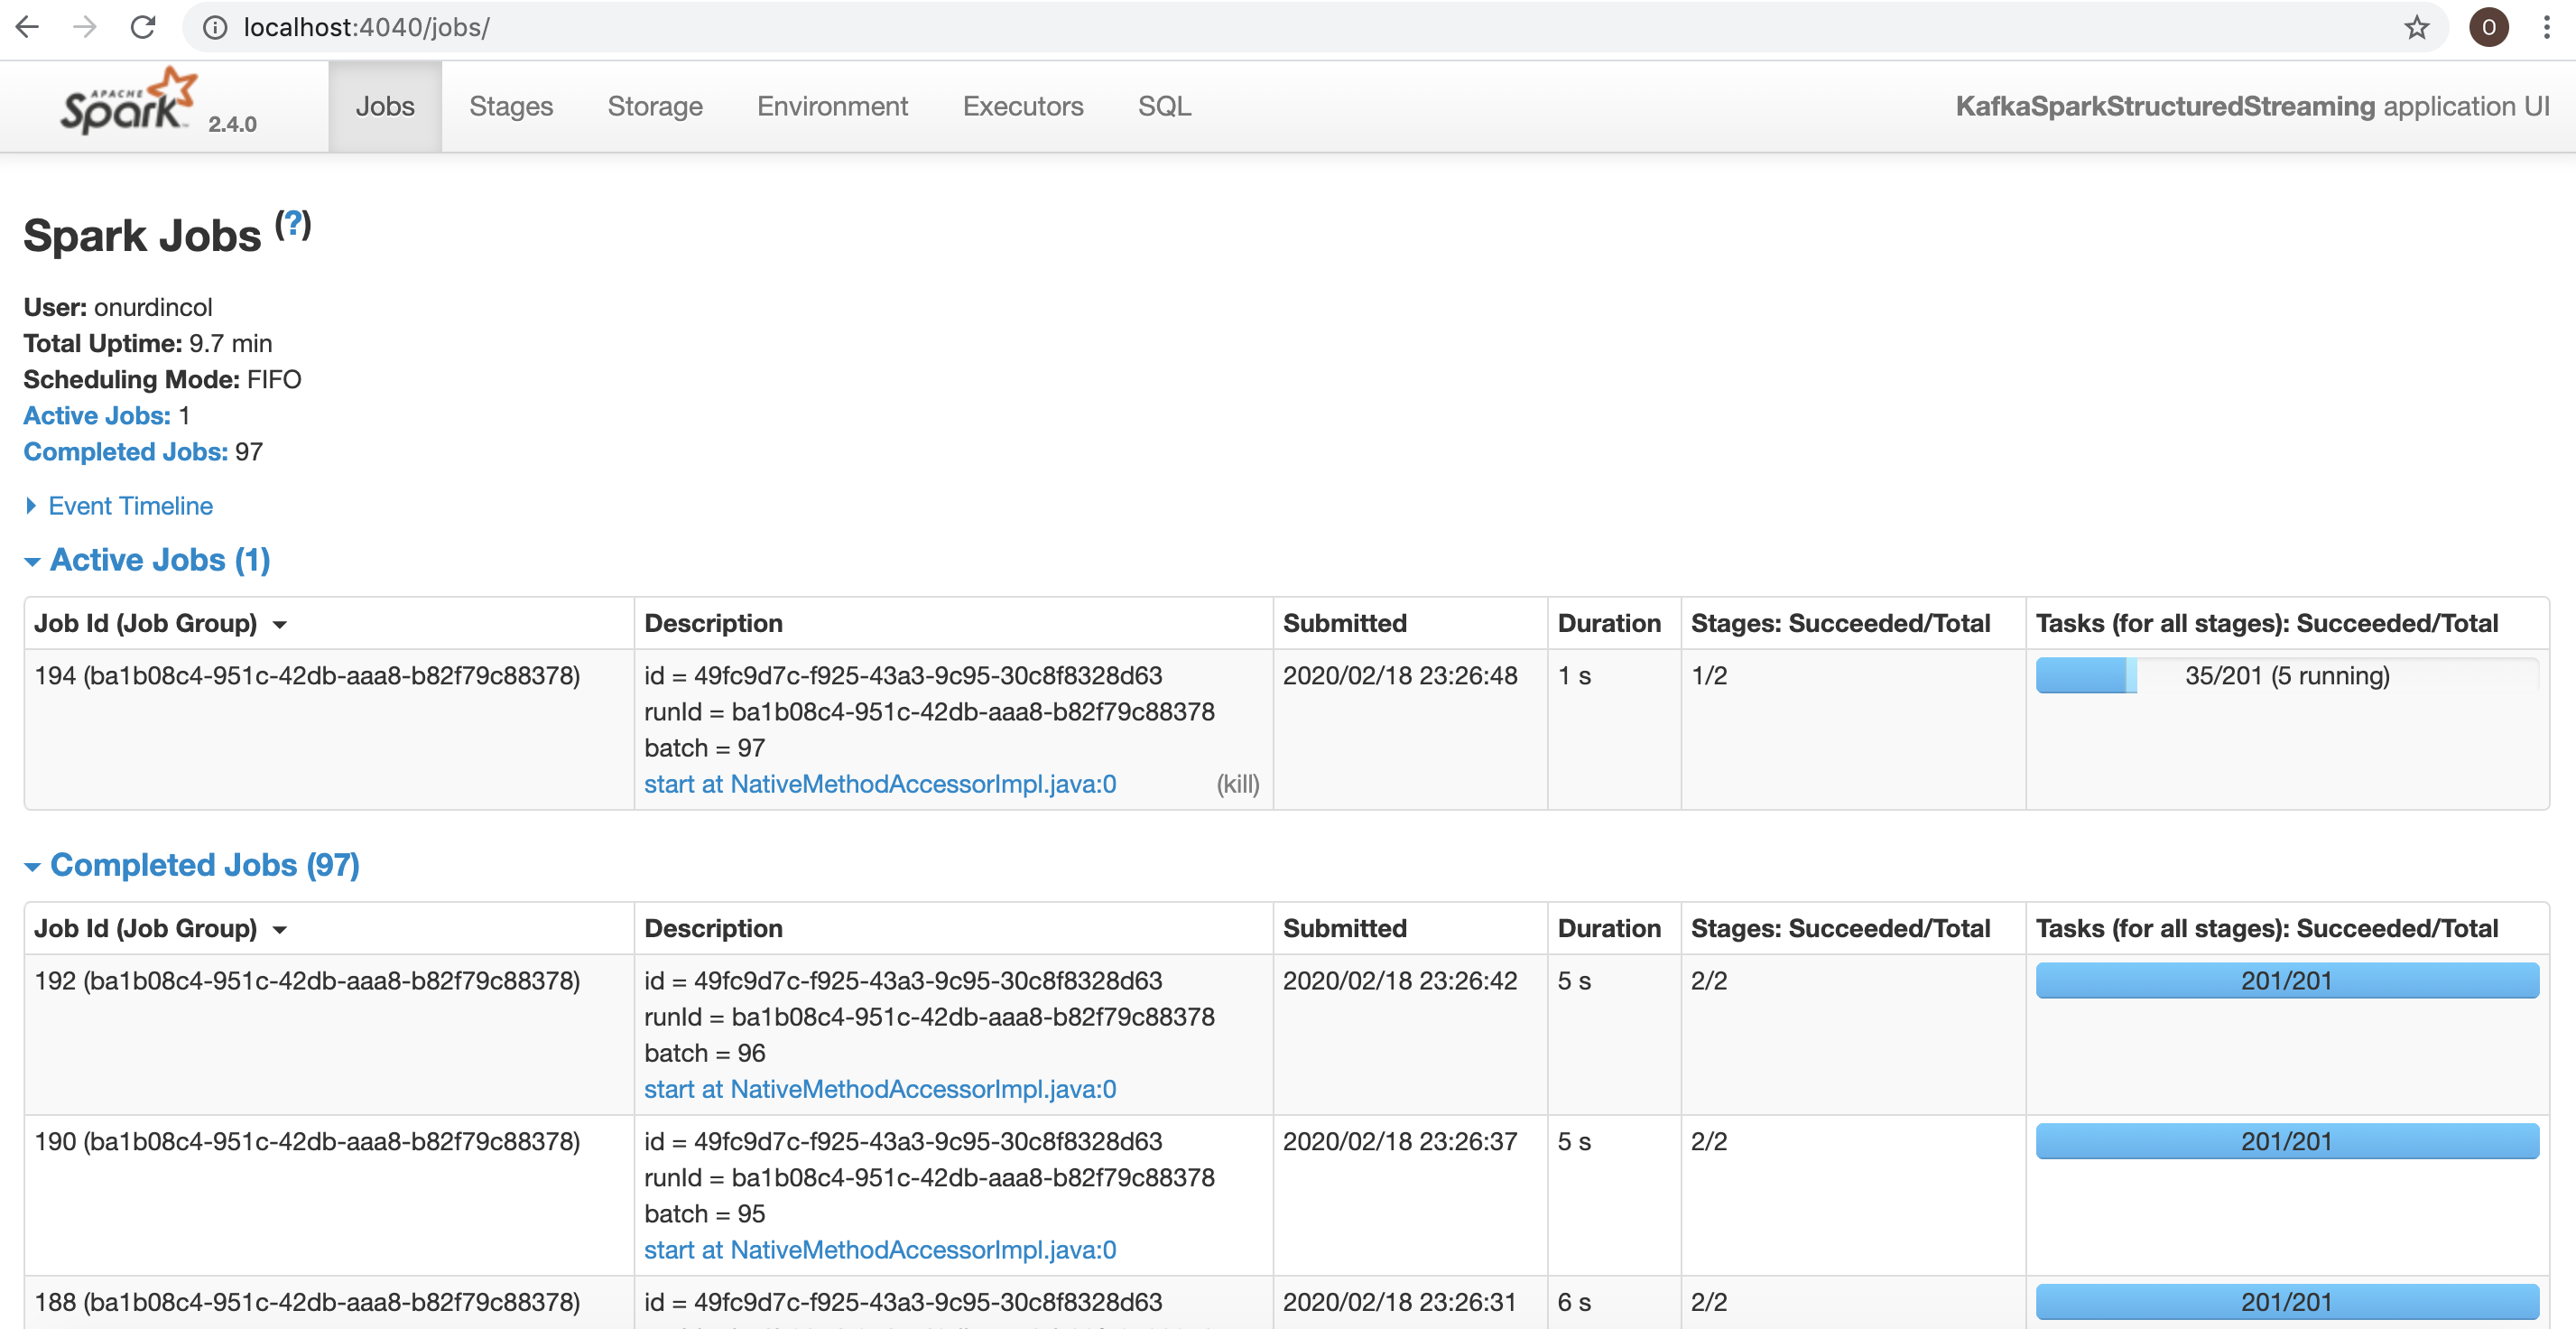 localhost:4040/jobs/
O
APACHE
Spark™ 2.4.0
Jobs Stages Storage Environment Executors SQL
KafkaSparkStructuredStreaming application UI
Spark Jobs (?)
User: onurdincol
Total Uptime: 9.7 min
Scheduling Mode: FIFO
Active Jobs: 1
Completed Jobs: 97
Event Timeline
Active Jobs (1)
Job Id (Job Group) Description Submitted Duration Stages: Succeeded/Total Tasks (for all stages): Succeeded/Total
194 (ba1b08c4-951c-42db-aaa8-b82f79c88378) id = 49fc9d7c-f925-43a3-9c95-30c8f8328d63 2020/02/18 23:26:48 1 s 1/2 35/201 (5 running)
runId = ba1b08c4-951c-42db-aaa8-b82f79c88378
batch = 97
start at NativeMethodAccessorImpl.java:0 (kill)
Completed Jobs (97)
Job Id (Job Group) Description Submitted Duration Stages: Succeeded/Total Tasks (for all stages): Succeeded/Total
192 (ba1b08c4-951c-42db-aaa8-b82f79c88378) id = 49fc9d7c-f925-43a3-9c95-30c8f8328d63 2020/02/18 23:26:42 5 s 2/2 201/201
runId = ba1b08c4-951c-42db-aaa8-b82f79c88378
batch = 96
start at NativeMethodAccessorImpl.java:0
190 (ba1b08c4-951c-42db-aaa8-b82f79c88378) id = 49fc9d7c-f925-43a3-9c95-30c8f8328d63 2020/02/18 23:26:37 5 s 2/2 201/201
runId = ba1b08c4-951c-42db-aaa8-b82f79c88378
batch = 95
start at NativeMethodAccessorImpl.java:0
188 (ba1b08c4-951c-42db-aaa8-b82f79c88378) id = 49fc9d7c-f925-43a3-9c95-30c8f8328d63 2020/02/18 23:26:31 6 s 2/2 201/201